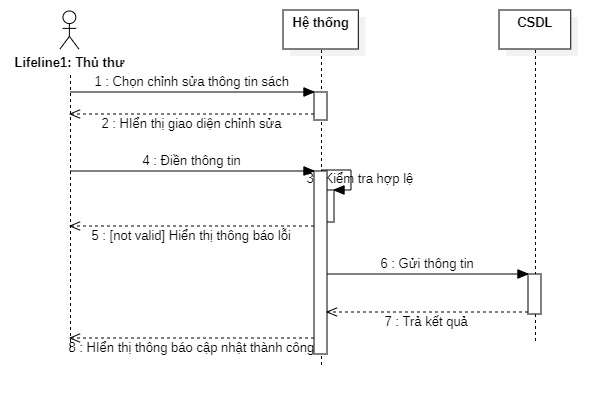 Hệ thống
CSDL
Lifeline1: Thủ thư
1 : Chọn chỉnh sửa thông tin sách
2 : HIển thị giao diện chỉnh sửa
4 : Điền thông tin
3 : Kiểm tra hợp lệ
5 : [not valid] Hiển thị thông báo lỗi
6 : Gửi thông tin
7 : Trả kết quả
8 : HIển thị thông báo cập nhật thành công